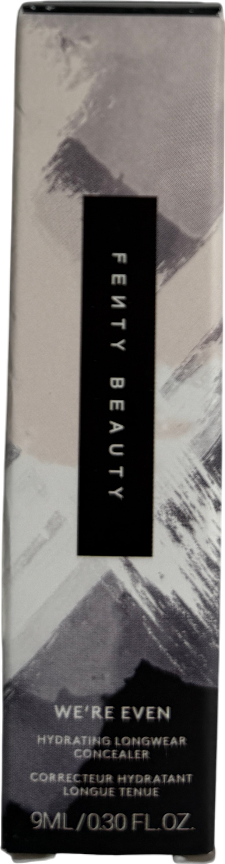 FENTY BEAUTY
WE'RE EVEN
HYDRATING LONGWEAR
CONCEALER
CORRECTEUR HYDRATANT
LONGUE TENUE
9ML/0.30 FL.OZ.